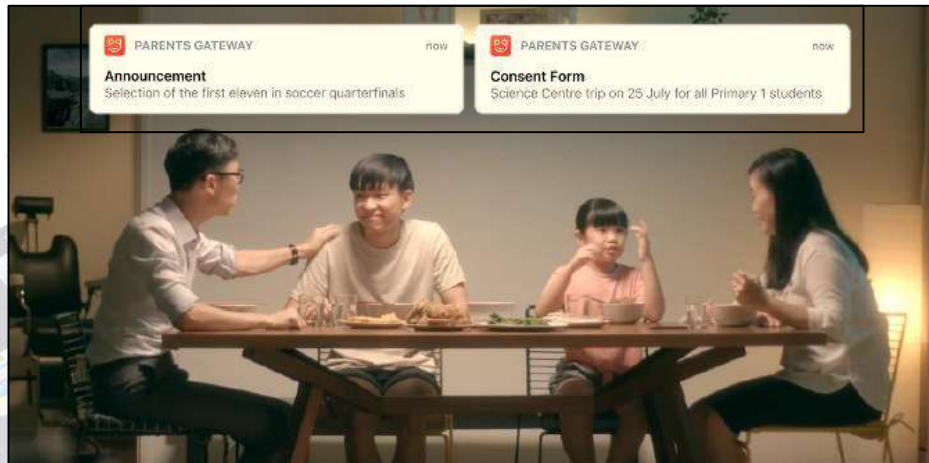 PARENTS GATEWAY
now
Announcement
Selection of the first eleven in soccer quarterfinals
PARENTS GATEWAY
now
Consent Form
Science Centre trip on 25 July for all Primary 1 students